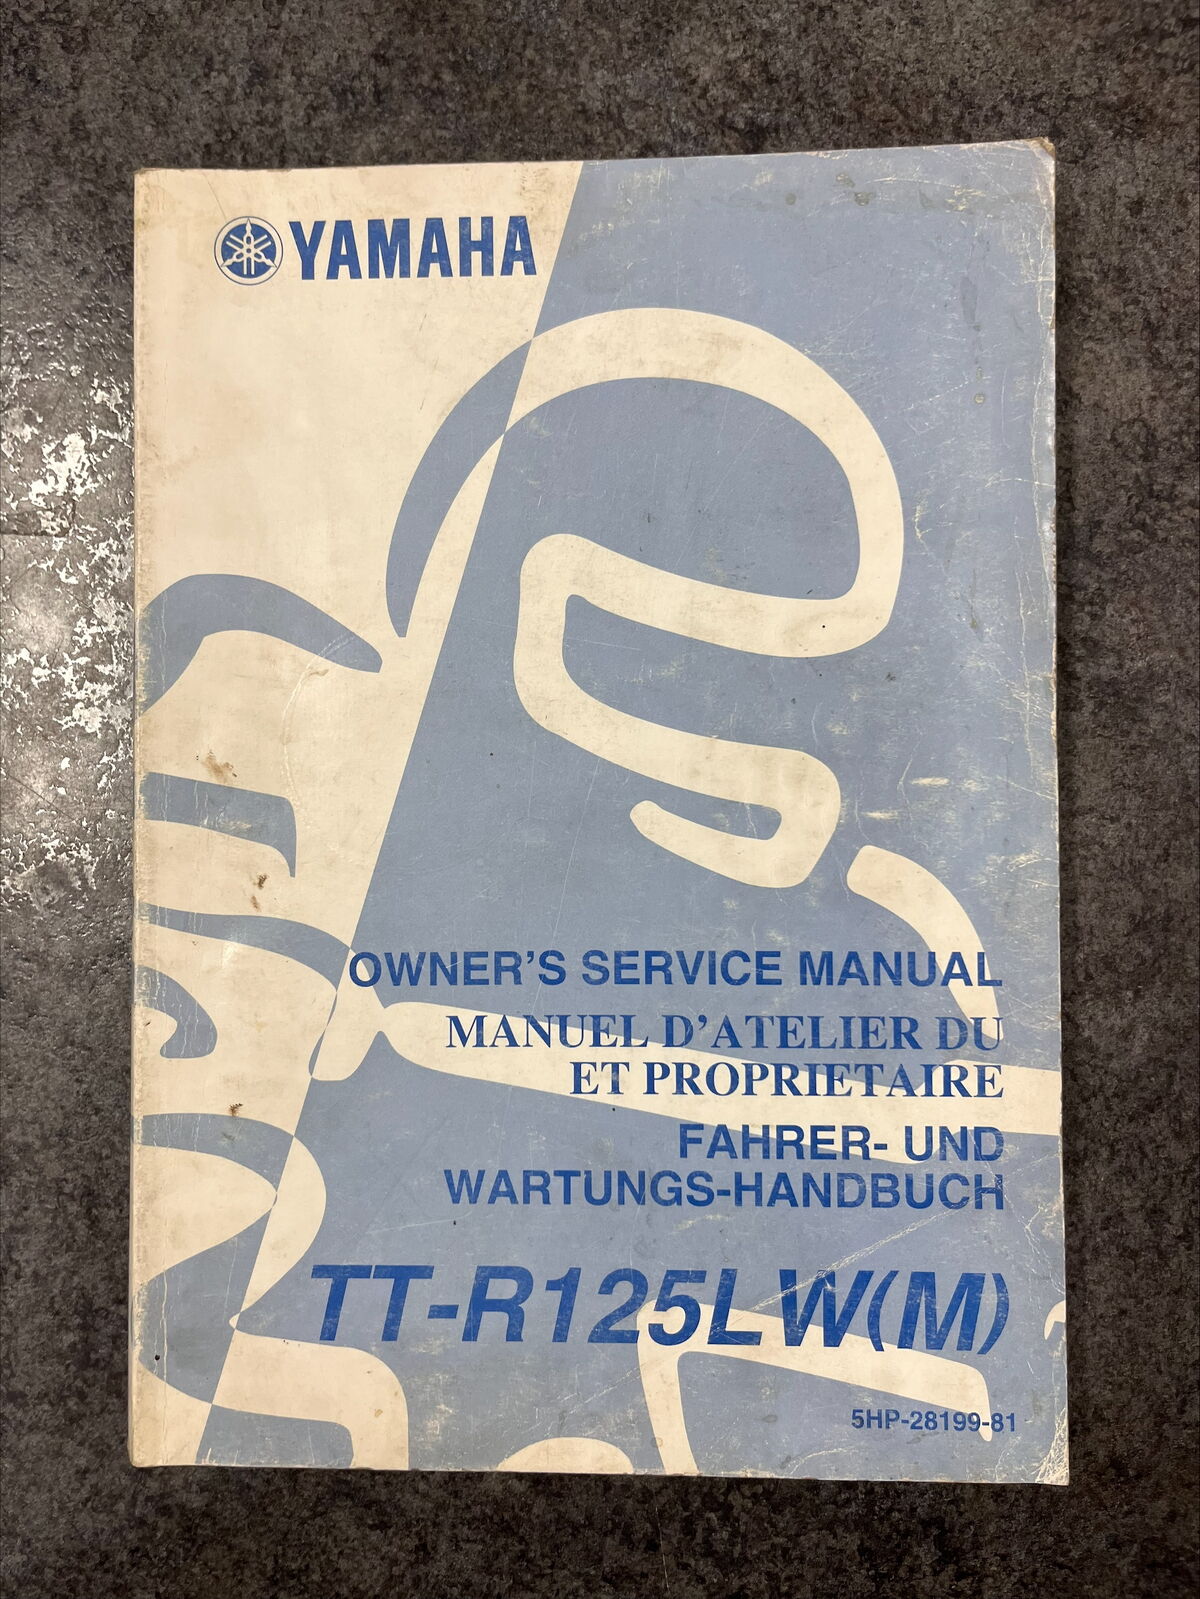 YAMAHA
OWNER'S SERVICE MANUAL
MANUEL D'ATELIER DU
ET PROPRIETAIRE
FAHRER- UND
WARTUNGS-HANDBUCH
TT-R125LW(M)
5HP-28199-81